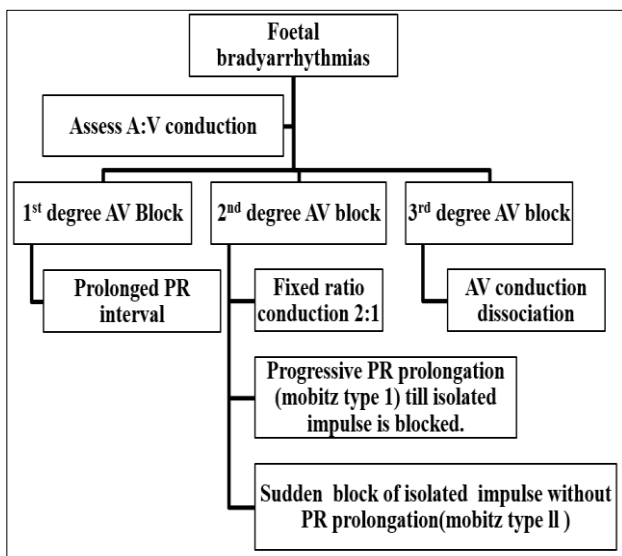 Foetal
bradyarrhythmias
Assess A:V conduction
1st degree AV Block
2nd degree AV block
3rd degree AV block
Prolonged PR
interval
Fixed ratio
conduction 2:1
AV conduction
dissociation
Progressive PR prolongation
(mobitz type 1) till isolated
impulse is blocked.
Sudden block of isolated impulse without
PR prolongation(mobitz type ll )